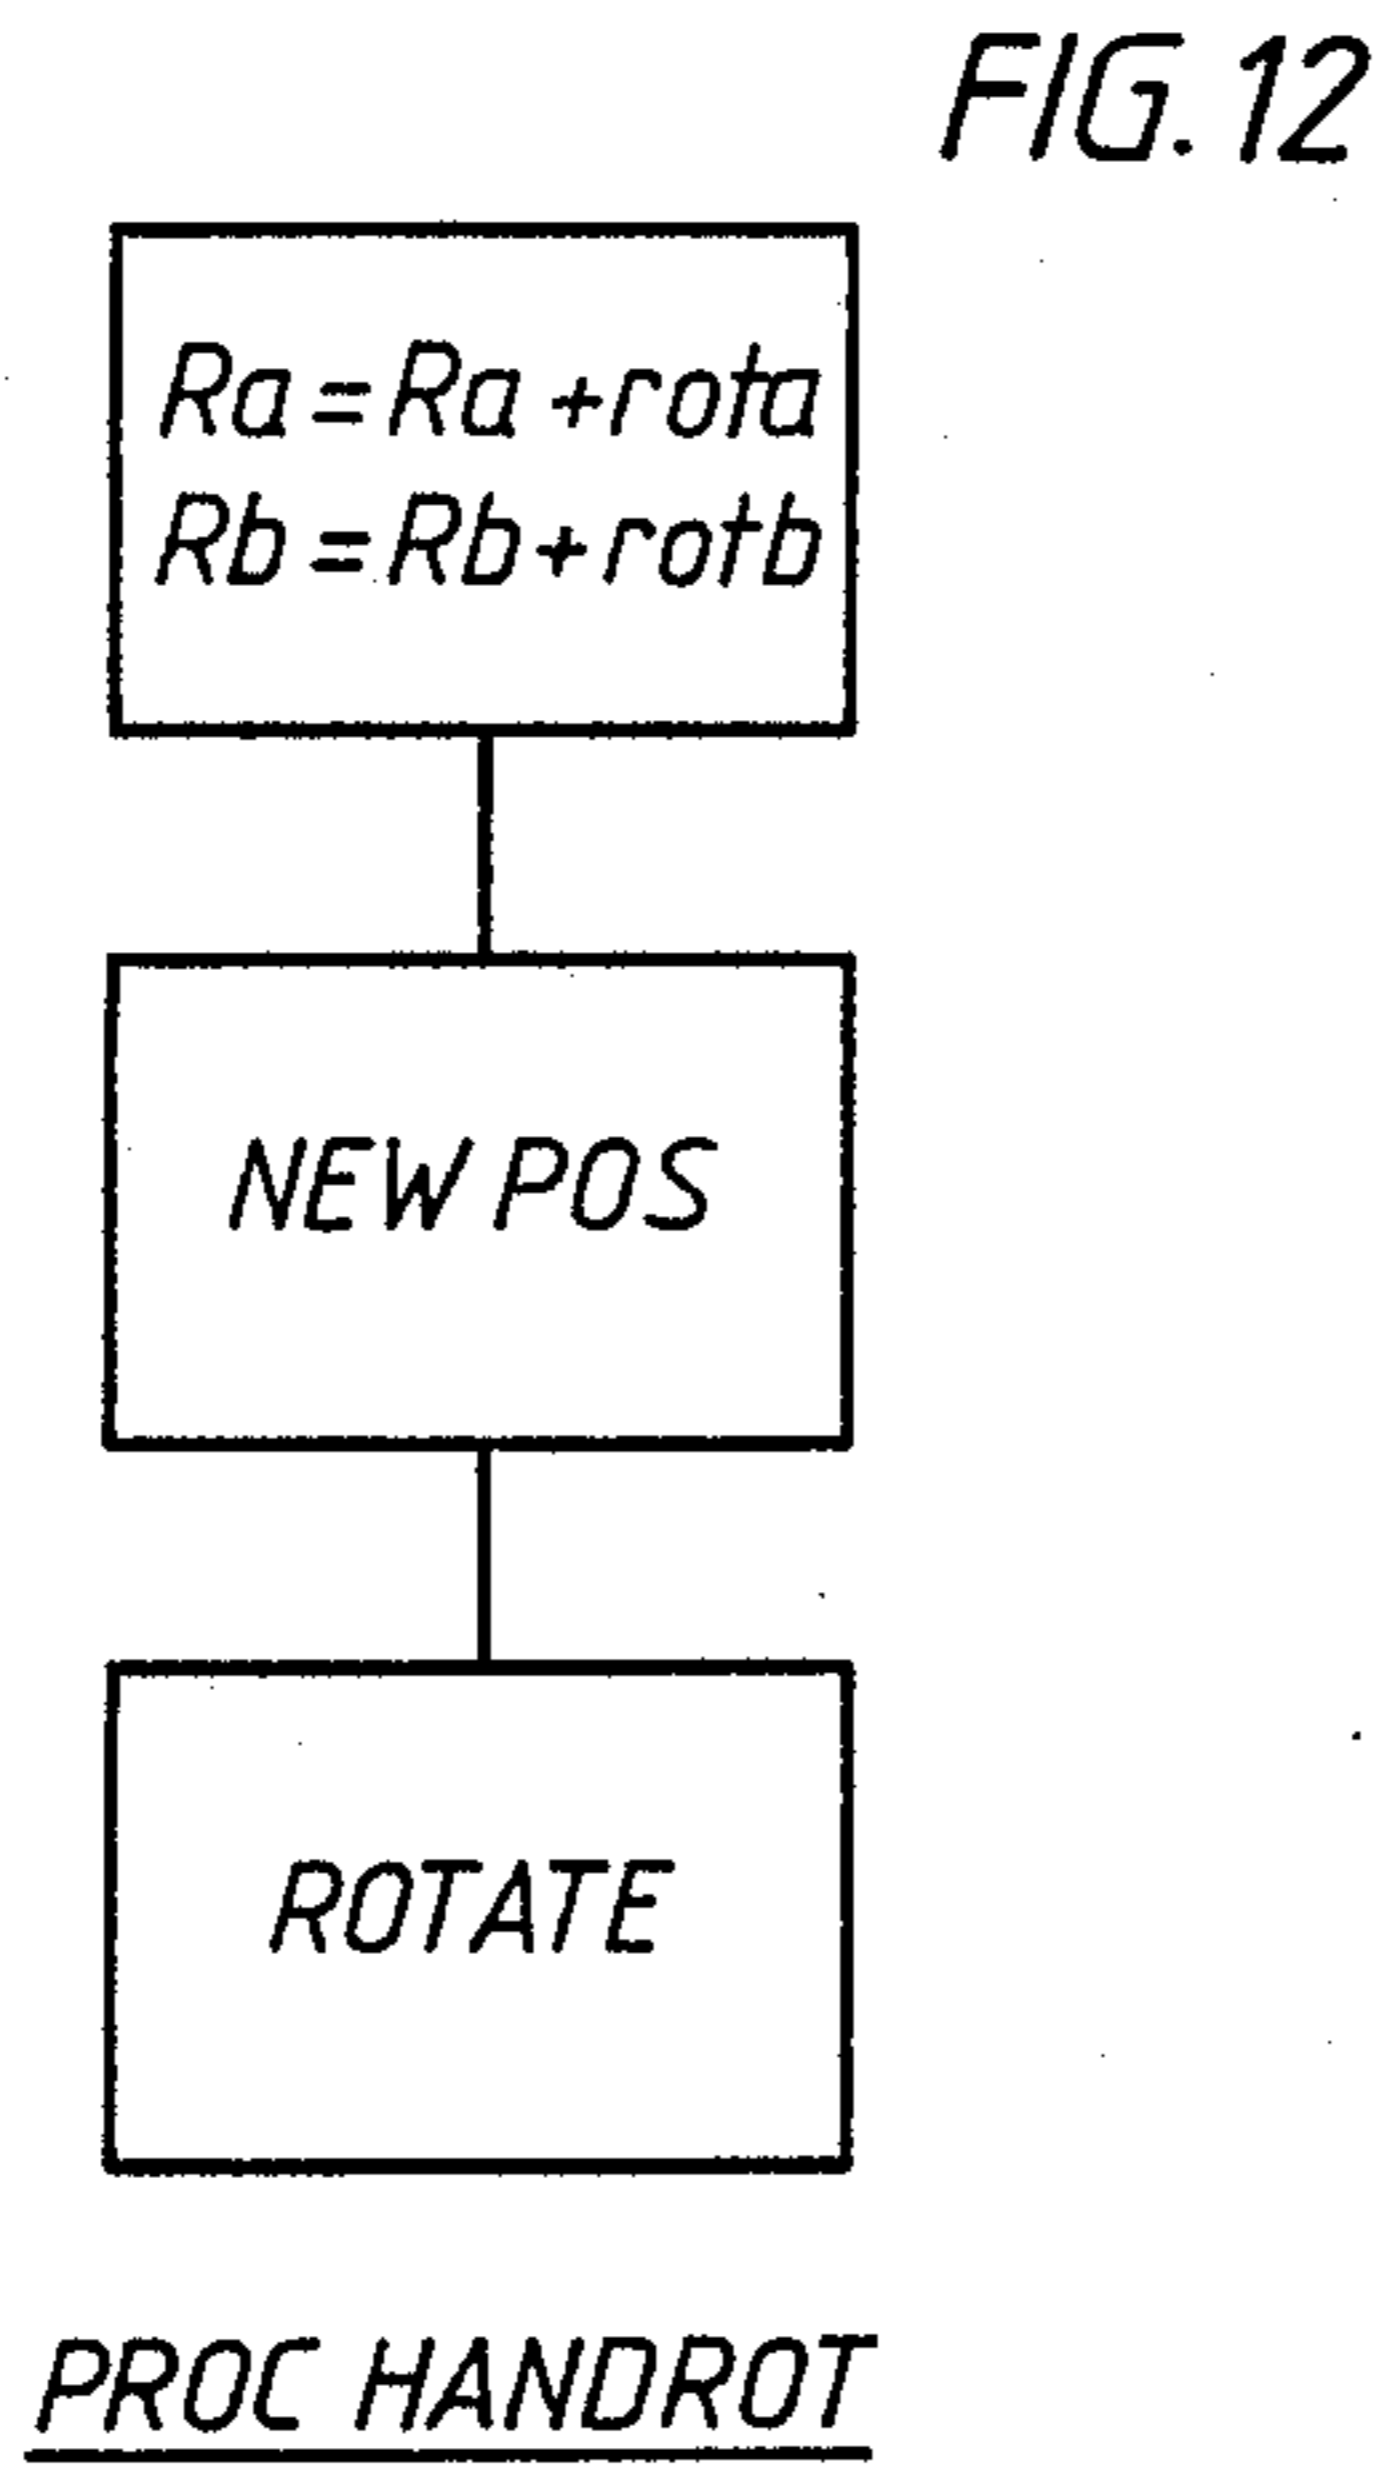 FIG. 12
Ra = Ra + rota
Rb = Rb + rotb
NEW POS
ROTATE
PROC HANDROT